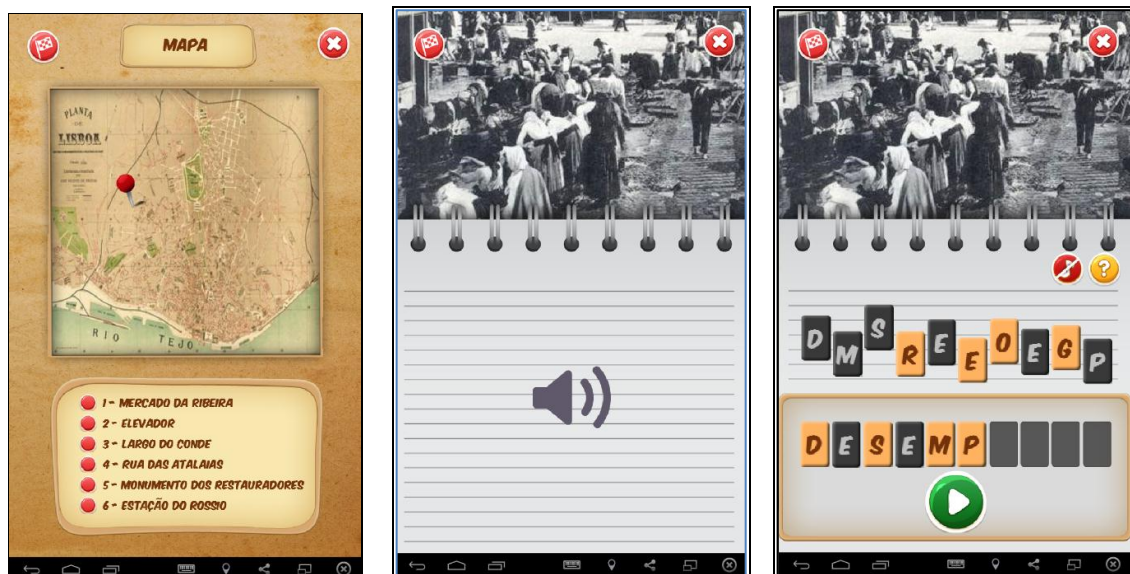 MAPA
PLANTA
DE
LISBOA
RIO TEJO
1 - MERCADO DA RIBEIRA
2 - ELEVADOR
3 - LARGO DO CONDE
4 - RUA DAS ATALAIAS
5 - MONUMENTO DOS RESTAURADORES
6 - ESTAÇÃO DO ROSSIO
?
D M S R E E O E G P
D E S E M P